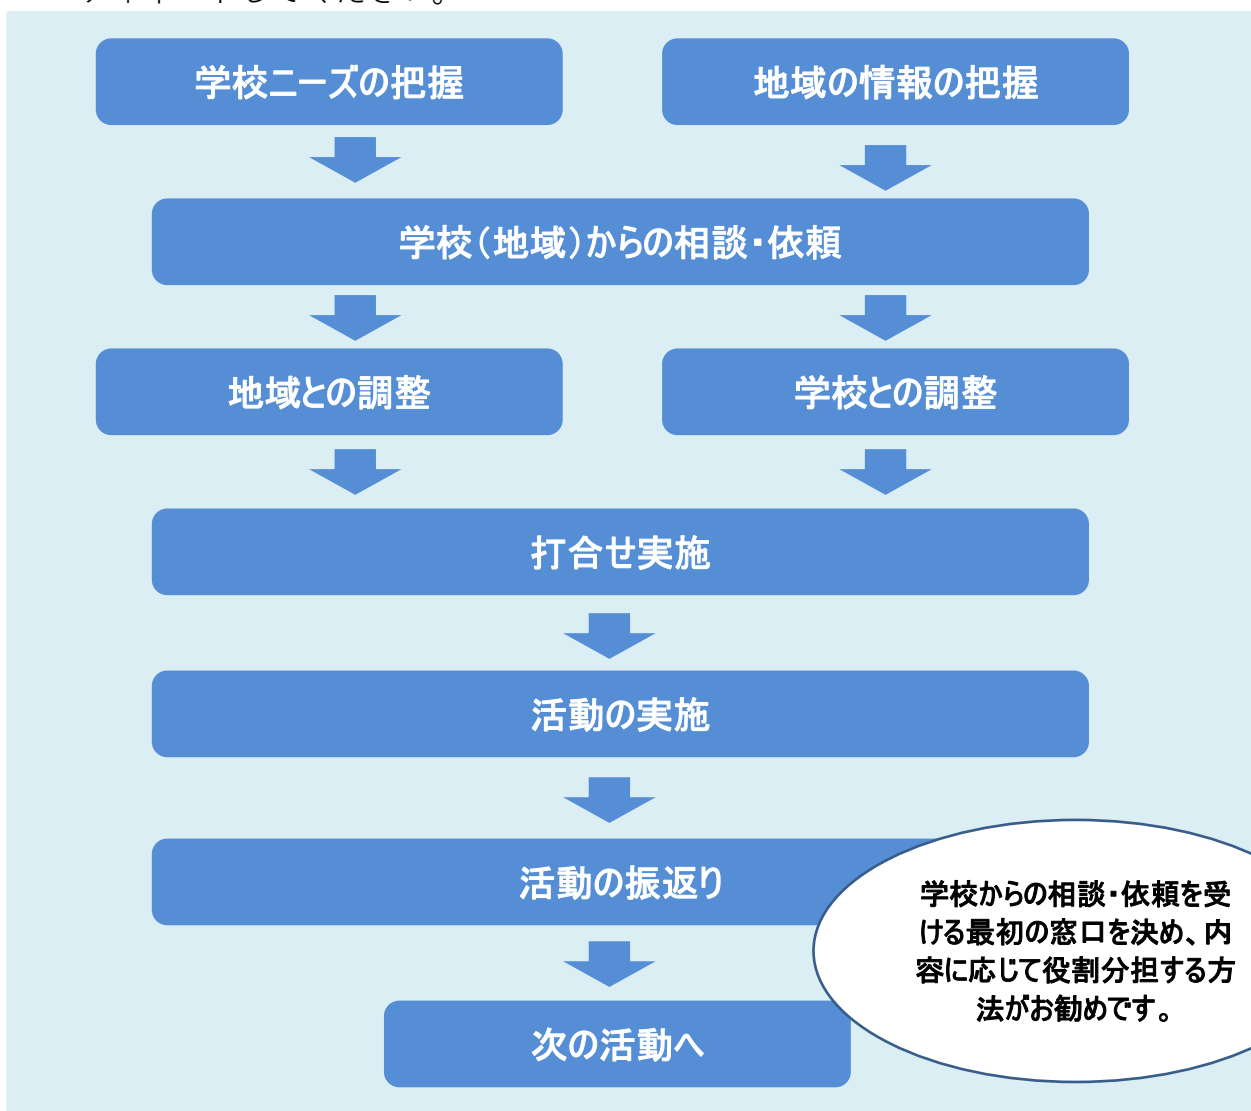 学校ニーズの把握
地域の情報の把握
学校（地域）からの相談・依頼
地域との調整
学校との調整
打合せ実施
活動の実施
活動の振返り
学校からの相談・依頼を受
ける最初の窓口を決め、内
容に応じて役割分担する方
法がお勧めです。
次の活動へ